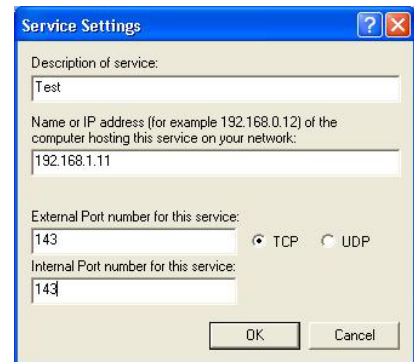 Service Settings
?
Description of service:
Test
Name or IP address (for example 192.168.0.12) of the
computer hosting this service on your network:
192.168.1.11
External Port number for this service:
143
TCP
UDP
Internal Port number for this service:
143
OK
Cancel